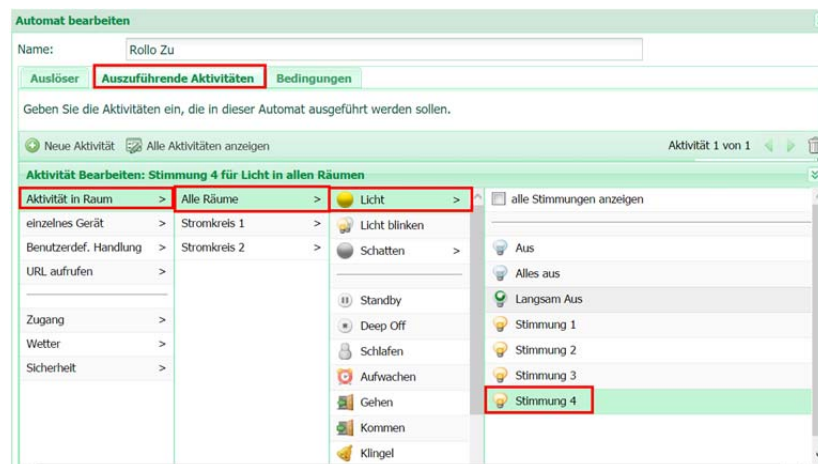 Automat bearbeiten
Name: Rollo Zu
Auslöser Auszuführende Aktivitäten Bedingungen
Geben Sie die Aktivitäten ein, die in dieser Automat ausgeführt werden sollen.
Neue Aktivität Alle Aktivitäten anzeigen Aktivität 1 von 1
Aktivität Bearbeiten: Stimmung 4 für Licht in allen Räumen
Aktivität in Raum >
einzelnes Gerät >
Benutzerdef. Handlung >
URL aufrufen >
Zugang >
Wetter >
Sicherheit >
Alle Räume >
Stromkreis 1 >
Stromkreis 2 >
Licht >
Licht blinken
Schatten >
Standby
Deep Off
Schlafen
Aufwachen
Gehen
Kommen
Klingel
alle Stimmungen anzeigen
Aus
Alles aus
Langsam Aus
Stimmung 1
Stimmung 2
Stimmung 3
Stimmung 4